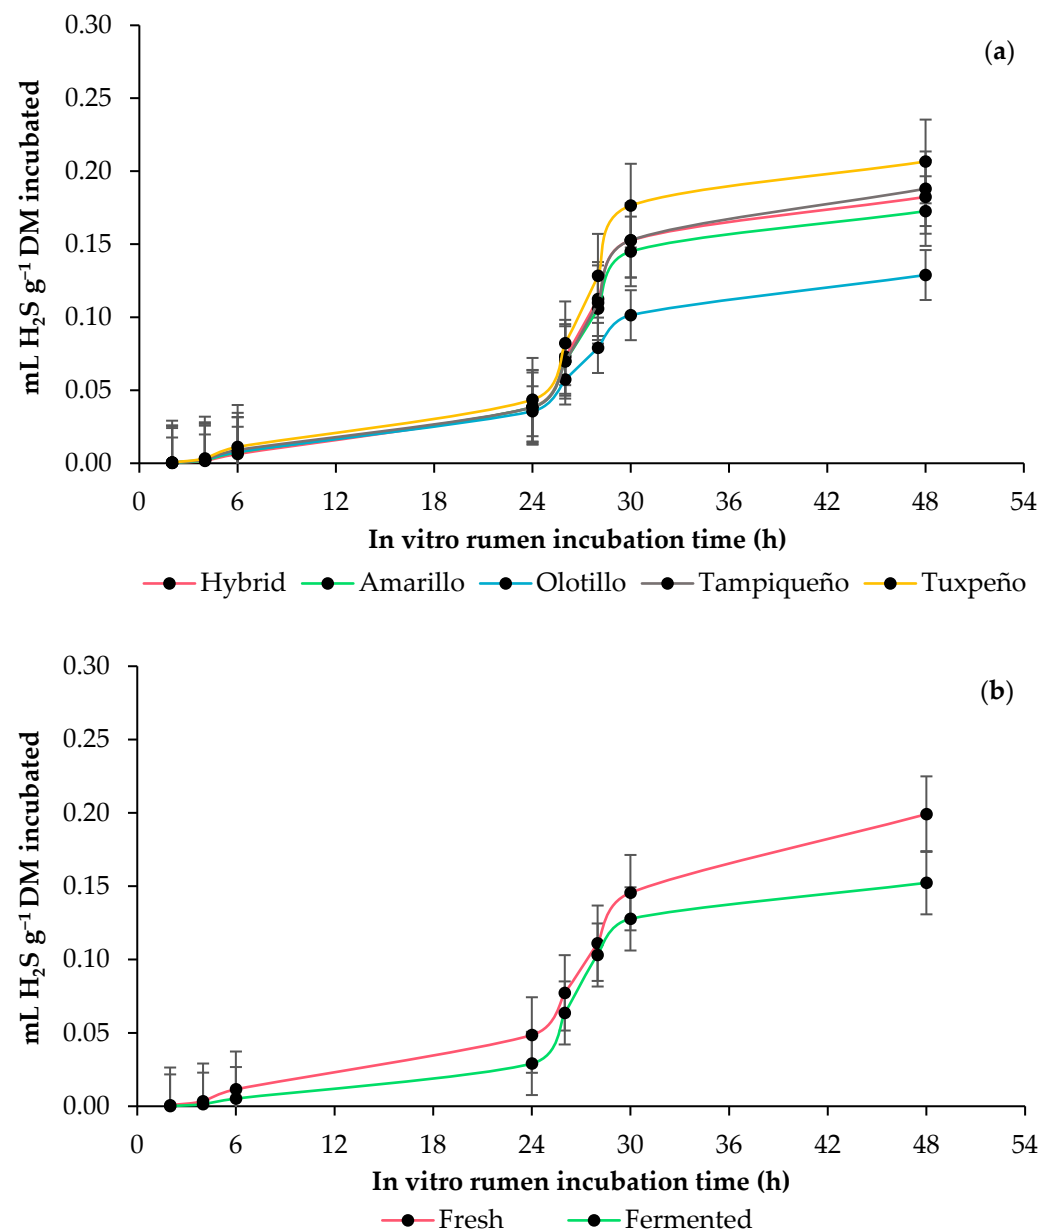 0.30
(a)
0.25
0.20
0.15
0.10
0.05
0.00
mL H₂S g⁻¹ DM incubated
0 6 12 18 24 30 36 42 48 54
In vitro rumen incubation time (h)
Hybrid Amarillo Olotillo Tampiqueño Tuxpeño
0.30
(b)
0.25
0.20
0.15
0.10
0.05
0.00
mL H₂S g⁻¹ DM incubated
0 6 12 18 24 30 36 42 48 54
In vitro rumen incubation time (h)
Fresh Fermented